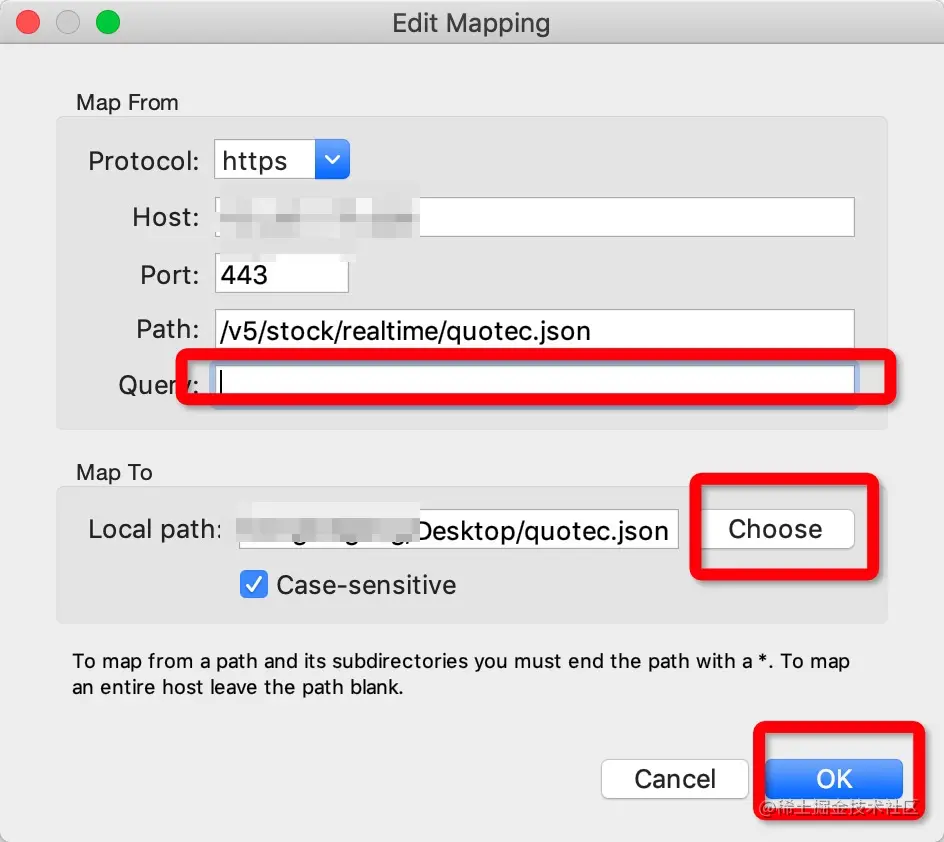 Edit Mapping
Map From
Protocol: https
Host:
Port: 443
Path: /v5/stock/realtime/quotec.json
Query:
Map To
Local path: Desktop/quotec.json
Choose
Case-sensitive
To map from a path and its subdirectories you must end the path with a *. To map
an entire host leave the path blank.
Cancel
OK
@稀土掘金技术社区